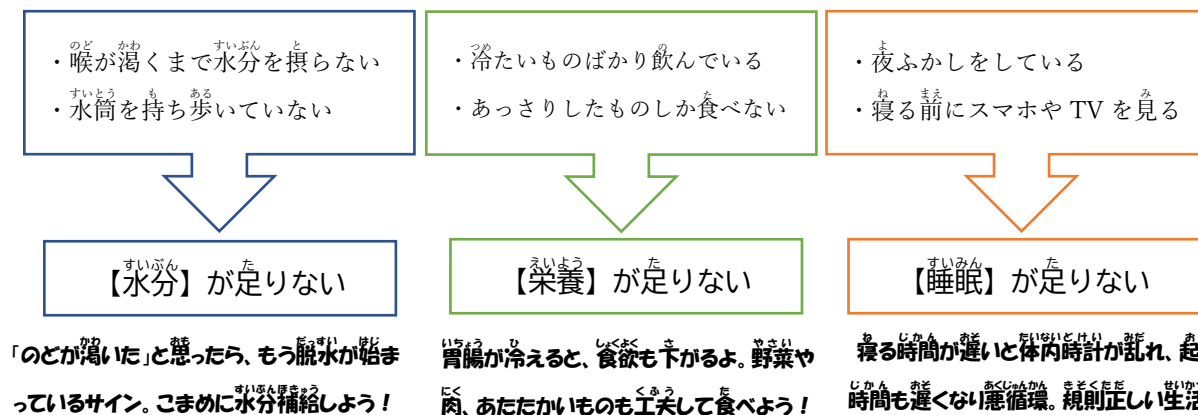 ・喉が渇くまで水分を摂らない
・水筒を持ち歩いていない
【水分】が足りない
「のどが渇いた」と思ったら、もう脱水が始ま
っているサイン。こまめに水分補給しよう！
・冷たいものばかり飲んでいる
・あっさりしたものしか食べない
【栄養】が足りない
胃腸が冷えると、食欲も下がるよ。野菜や
肉、あたたかいものも工夫して食べよう！
・夜ふかしをしている
・寝る前にスマホや TV を見る
【睡眠】が足りない
寝る時間が遅いと体内時計が乱れ、起
時間も遅くなり悪循環。規則正しい生活